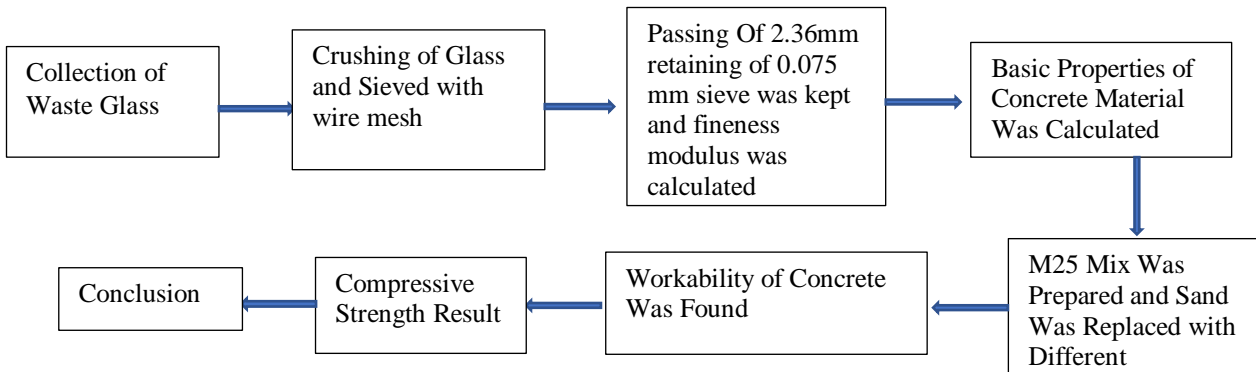 Collection of
Waste Glass
Crushing of Glass
and Sieved with
wire mesh
Passing Of 2.36mm
retaining of 0.075
mm sieve was kept
and fineness
modulus was
calculated
Basic Properties of
Concrete Material
Was Calculated
M25 Mix Was
Prepared and Sand
Was Replaced with
Different
Workability of Concrete
Was Found
Compressive
Strength Result
Conclusion